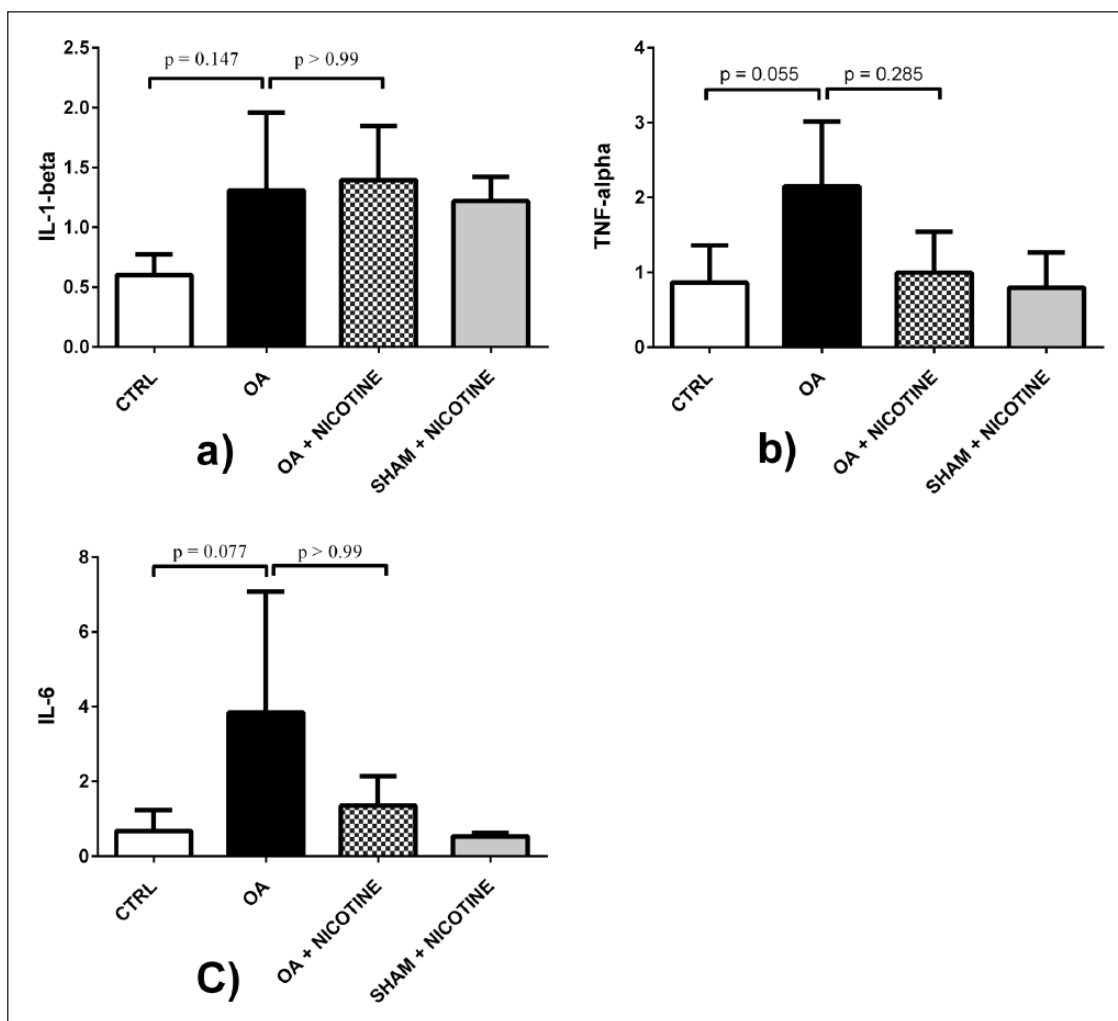 2.5
2.0
1.5
1.0
0.5
0.0
IL-1-beta
p = 0.147
p > 0.99
CTRL
OA
OA + NICOTINE
SHAM + NICOTINE
a)
4
3
2
1
0
TNF-alpha
p = 0.055
p = 0.285
CTRL
OA
OA + NICOTINE
SHAM + NICOTINE
b)
8
6
4
2
0
IL-6
p = 0.077
p > 0.99
CTRL
OA
OA + NICOTINE
SHAM + NICOTINE
C)